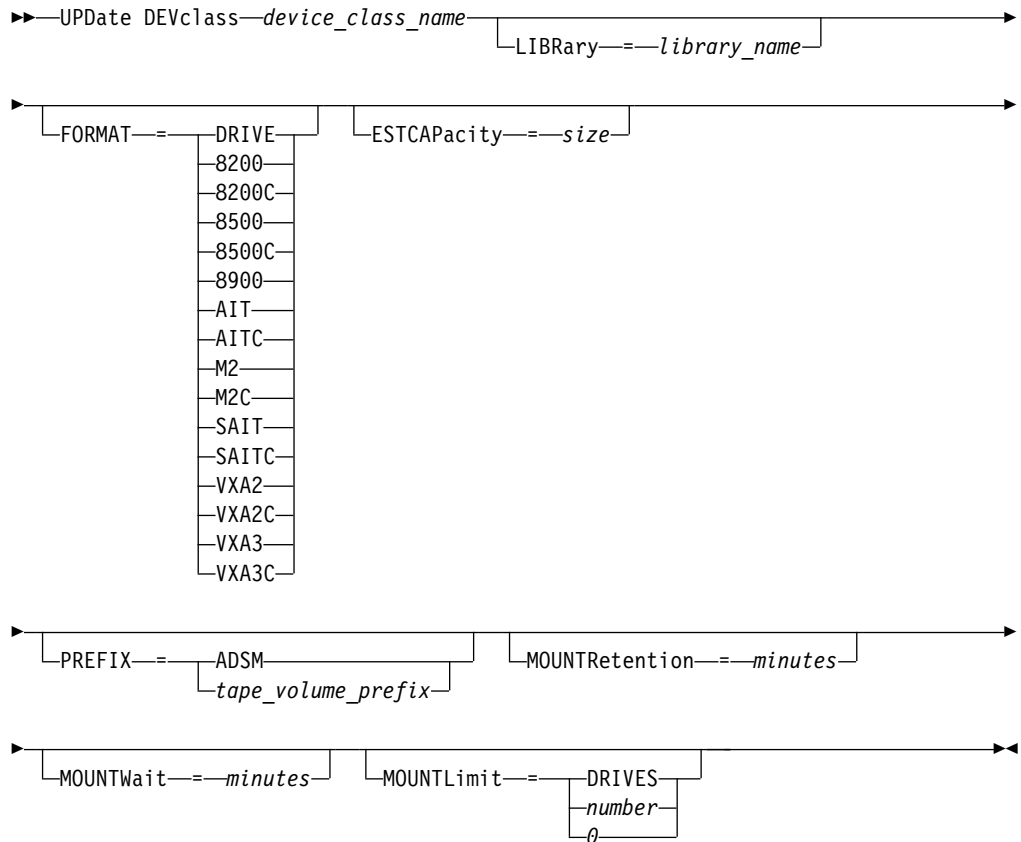 UPDate DEVclass device_class_name
LIBRary = library_name
FORMAT = DRIVE
8200
8200C
8500
8500C
8900
AIT
AITC
M2
M2C
SAIT
SAITC
VXA2
VXA2C
VXA3
VXA3C
ESTCAPacity = size
PREFIX = ADSM
tape_volume_prefix
MOUNTRetention = minutes
MOUNTWait = minutes
MOUNTLimit = DRIVES
number
0